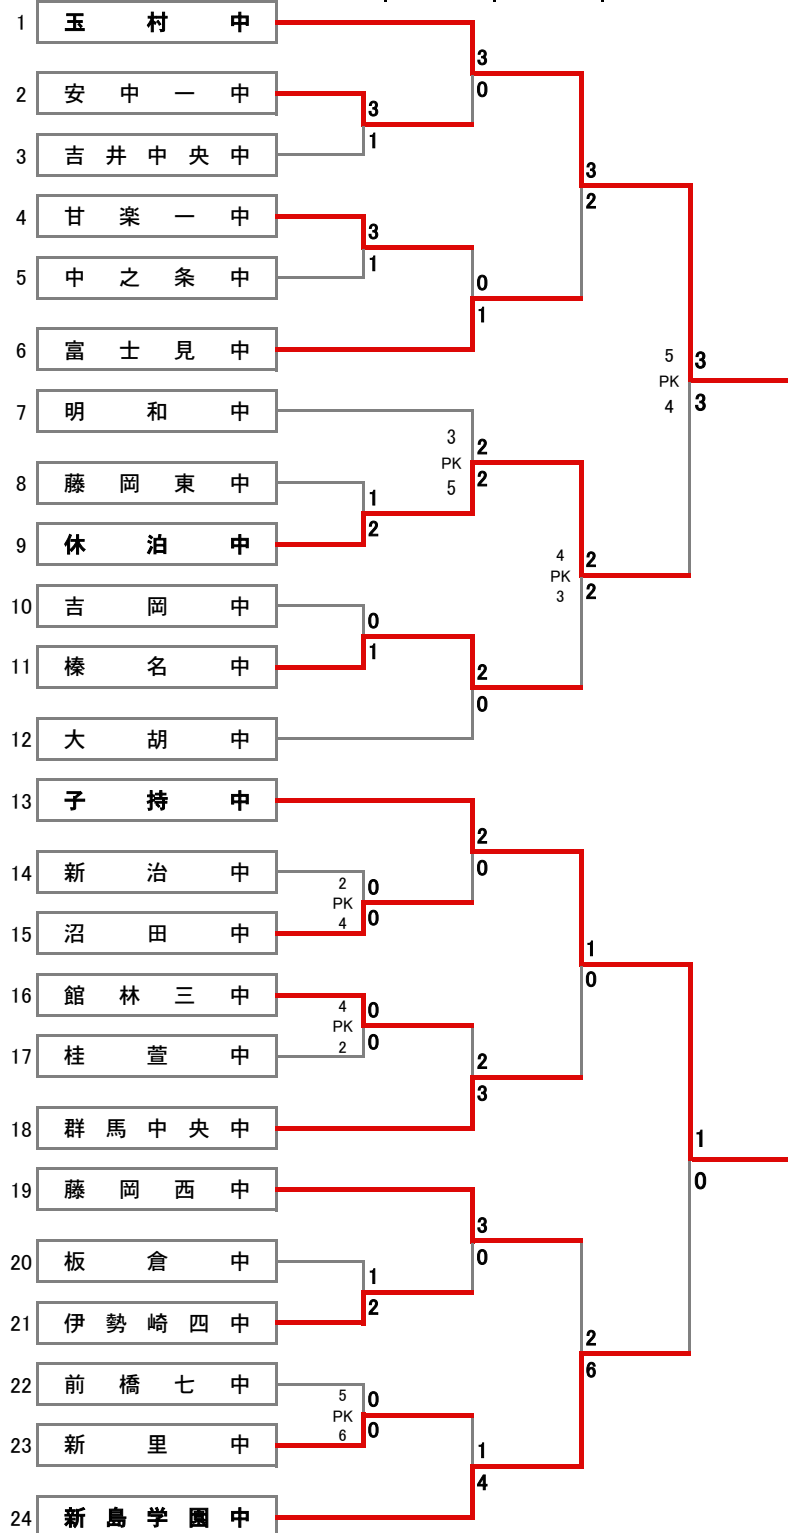 1 玉村中
3
2 安中一中
0
3
3 吉井中央中
1
3
4 甘楽一中
2
3
5 中之条中
1
0
1
6 富士見中
5 3
PK
7 明和中
4 3
3 2
PK
8 藤岡東中
5 2
1
2
9 休泊中
4 2
PK
3 2
10 吉岡中
0
1
11 榛名中
2
0
12 大胡中
13 子持中
2
0
14 新治中
2 0
PK
4 0
15 沼田中
1
0
16 館林三中
4 0
PK
2 0
17 桂萱中
2
3
18 群馬中央中
1
0
19 藤岡西中
3
0
20 板倉中
1
2
21 伊勢崎四中
2
6
22 前橋七中
5 0
PK
6 0
23 新里中
1
4
24 新島学園中